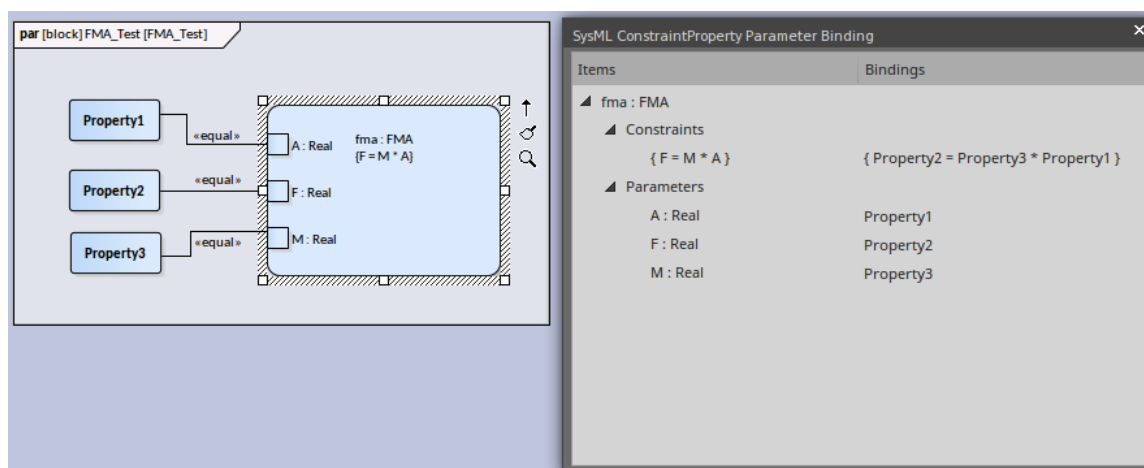 par [block] FMA_Test [FMA_Test]
Property1
«equal»
A : Real
fma : FMA
{F = M * A}
Property2
«equal»
F : Real
Property3
«equal»
M : Real
SysML ConstraintProperty Parameter Binding
Items Bindings
fma : FMA
Constraints
{ F = M * A } { Property2 = Property3 * Property1 }
Parameters
A : Real Property1
F : Real Property2
M : Real Property3